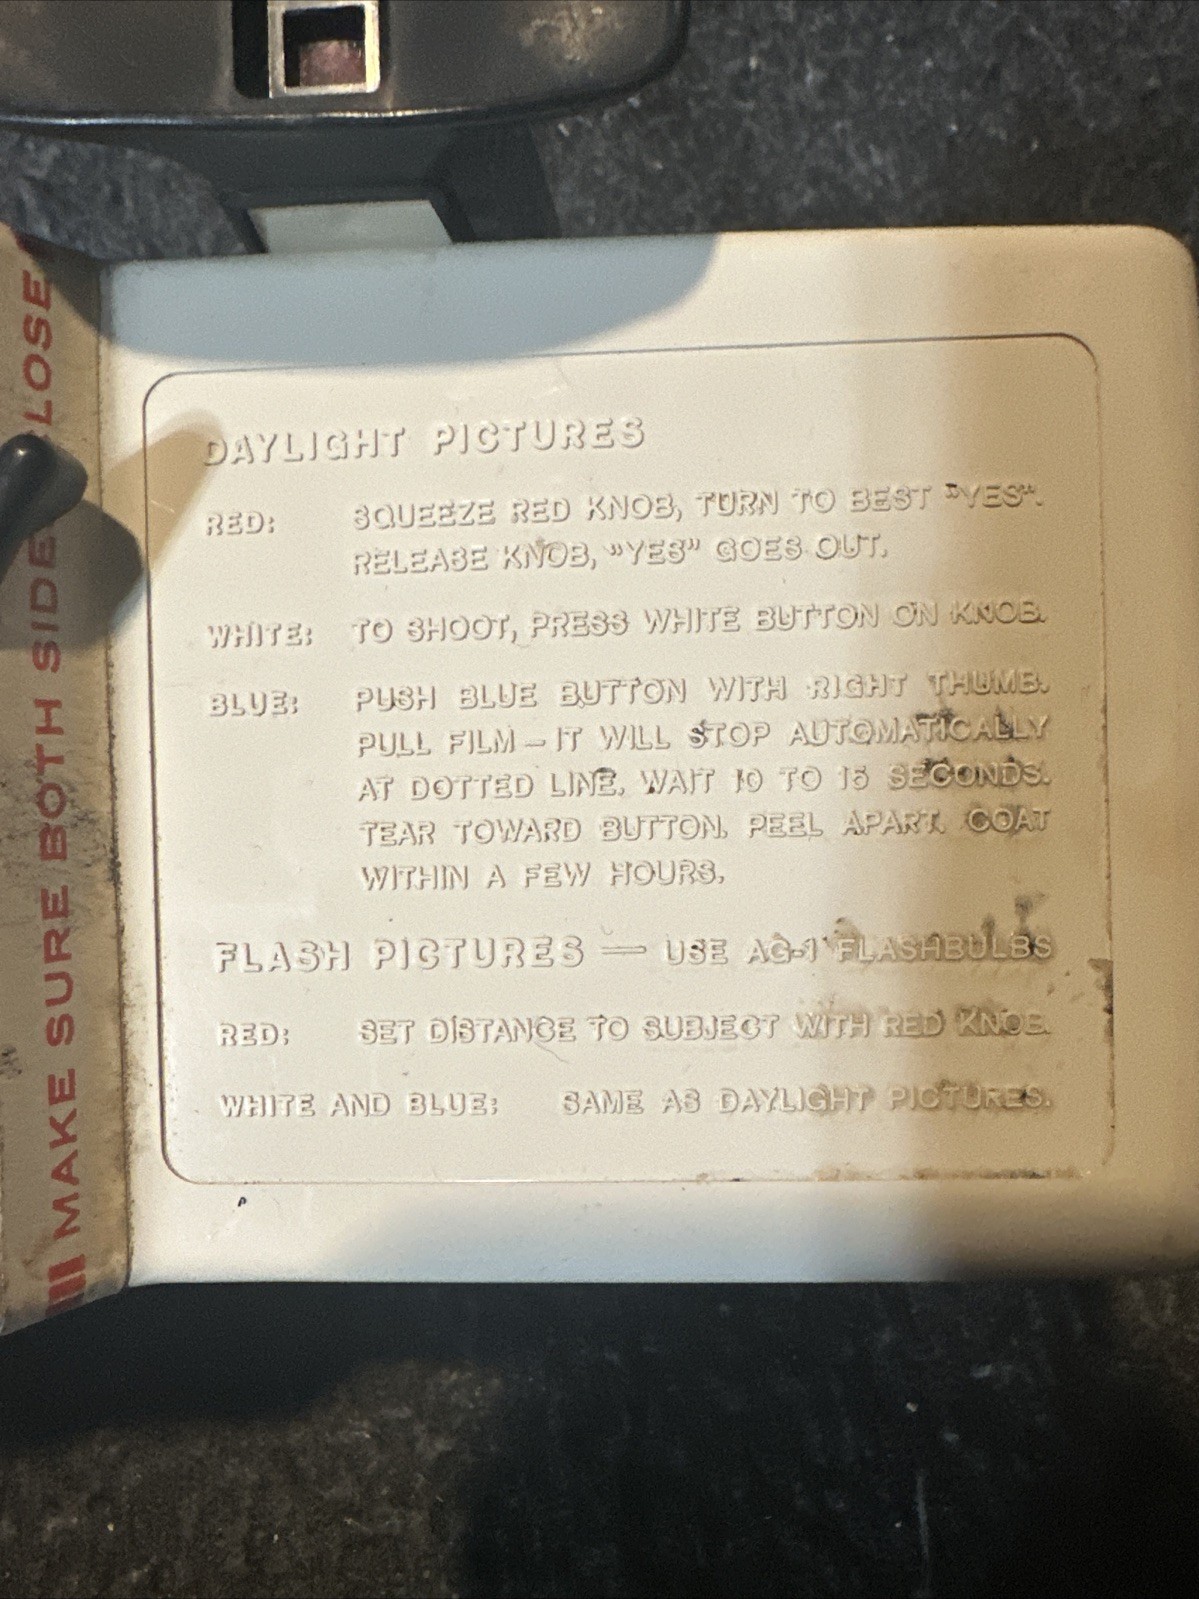 DAYLIGHT PICTURES
RED: SQUEEZE RED KNOB, TURN TO BEST "YES".
RELEASE KNOB, "YES" GOES OUT.
WHITE: TO SHOOT, PRESS WHITE BUTTON ON KNOB.
BLUE: PUSH BLUE BUTTON WITH RIGHT THUMB.
PULL FILM – IT WILL STOP AUTOMATICALLY
AT DOTTED LINE. WAIT 10 TO 15 SECONDS.
TEAR TOWARD BUTTON. PEEL APART. COAT
WITHIN A FEW HOURS.
FLASH PICTURES — USE AG-1 FLASHBULBS
RED: SET DISTANCE TO SUBJECT WITH RED KNOB.
WHITE AND BLUE: SAME AS DAYLIGHT PICTURES.
MAKE SURE BOTH SIDE LOSE